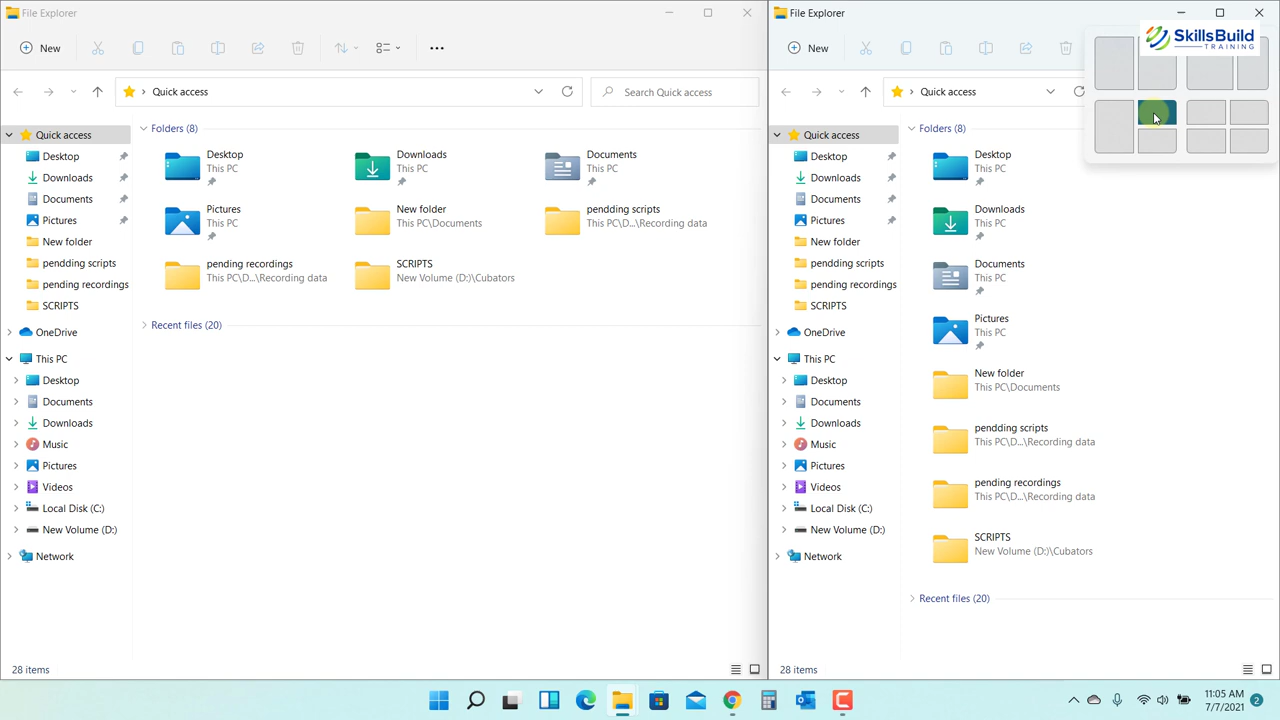 File Explorer
New
Quick access
Search Quick access
Quick access
Desktop
Downloads
Documents
Pictures
New folder
pendding scripts
pending recordings
SCRIPTS
OneDrive
This PC
Desktop
Documents
Downloads
Music
Pictures
Videos
Local Disk (C:)
New Volume (D:)
Network
Folders (8)
Desktop
This PC
Downloads
This PC
Documents
This PC
Pictures
This PC
New folder
This PC\Documents
pendding scripts
This PC\D...\Recording data
pending recordings
This PC\D...\Recording data
SCRIPTS
New Volume (D:)\Cubators
Recent files (20)
28 items
File Explorer
SkillsBuild
TRAINING
New
Quick access
Quick access
Desktop
Downloads
Documents
Pictures
New folder
pendding scripts
pending recordings
SCRIPTS
OneDrive
This PC
Desktop
Documents
Downloads
Music
Pictures
Videos
Local Disk (C:)
New Volume (D:)
Network
Folders (8)
Desktop
This PC
Downloads
This PC
Documents
This PC
Pictures
This PC
New folder
This PC\Documents
pendding scripts
This PC\D...\Recording data
pending recordings
This PC\D...\Recording data
SCRIPTS
New Volume (D:)\Cubators
Recent files (20)
28 items
11:05 AM
7/7/2021
2